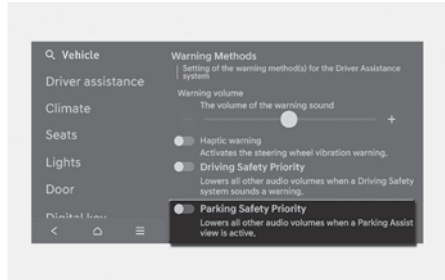 Vehicle
Driver assistance
Climate
Seats
Lights
Door
Digital key
Warning Methods
Setting of the warning method(s) for the Driver Assistance
system
Warning volume
The volume of the warning sound
Haptic warning
Activates the steering wheel vibration warning.
Driving Safety Priority
Lowers all other audio volumes when a Driving Safety
system sounds a warning.
Parking Safety Priority
Lowers all other audio volumes when a Parking Assist
view is active.